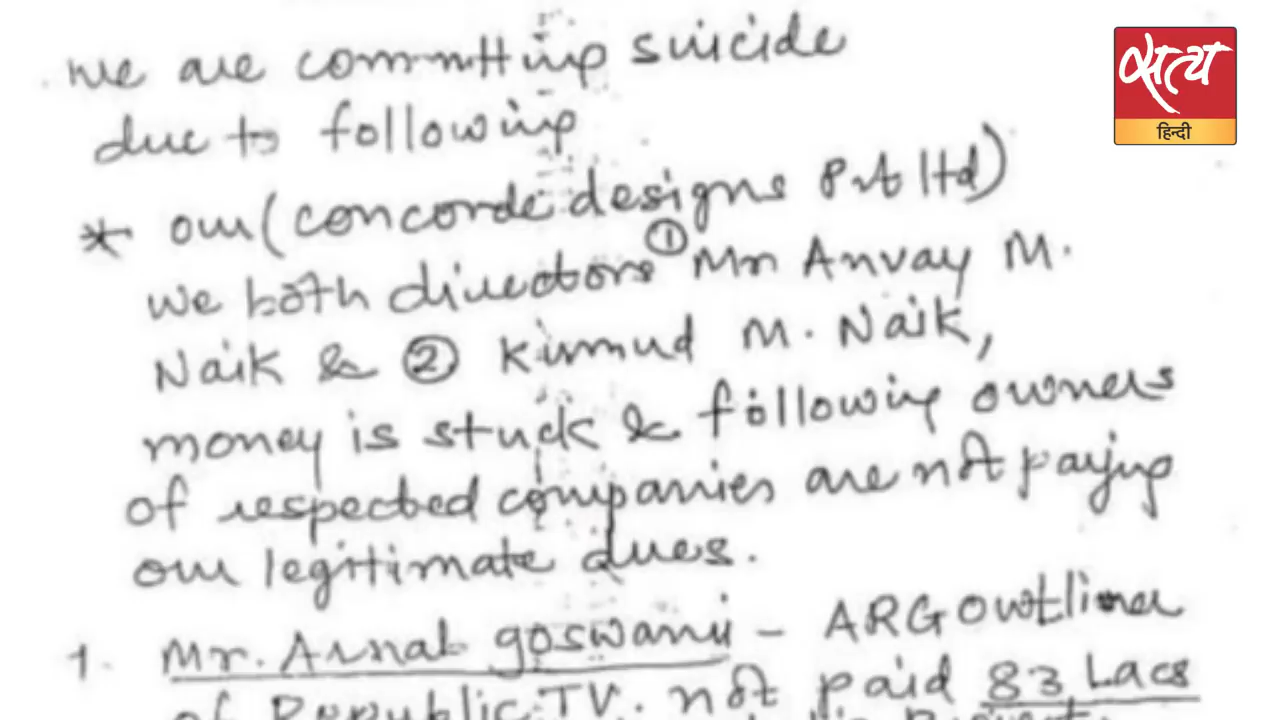 we are committing suicide
due to following
* our (concorde designs Pvt ltd)
we both directors ① Mr Anvay M.
Naik & ② Kumud M. Naik,
money is stuck & following owners
of respected companies are not paying
our legitimate dues.
1. Mr. Arnab goswami - ARG Outlier
of Republic TV. not paid 83 Lacs
सत्य
हिन्दी